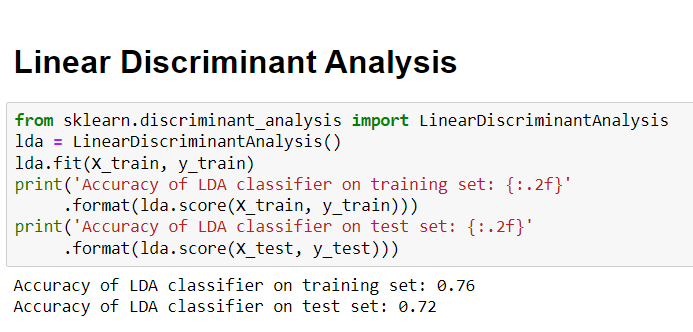 Linear Discriminant Analysis
from sklearn.discriminant_analysis import LinearDiscriminantAnalysis
lda = LinearDiscriminantAnalysis()
lda.fit(X_train, y_train)
print('Accuracy of LDA classifier on training set: {:.2f}'
     .format(lda.score(X_train, y_train)))
print('Accuracy of LDA classifier on test set: {:.2f}'
     .format(lda.score(X_test, y_test)))
Accuracy of LDA classifier on training set: 0.76
Accuracy of LDA classifier on test set: 0.72